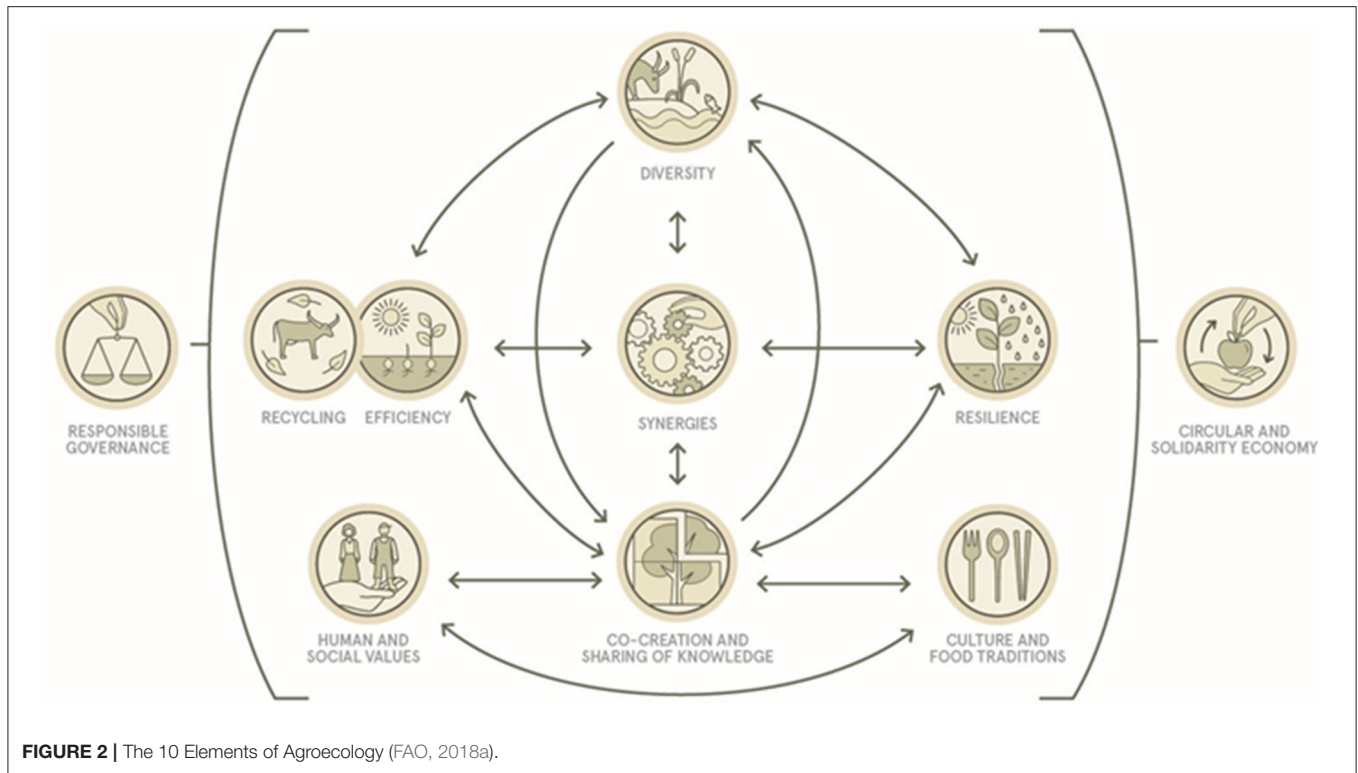 DIVERSITY
RECYCLING
EFFICIENCY
SYNERGIES
RESILIENCE
RESPONSIBLE
GOVERNANCE
CIRCULAR AND
SOLIDARITY ECONOMY
HUMAN AND
SOCIAL VALUES
CO-CREATION AND
SHARING OF KNOWLEDGE
CULTURE AND
FOOD TRADITIONS
FIGURE 2 | The 10 Elements of Agroecology (FAO, 2018a).